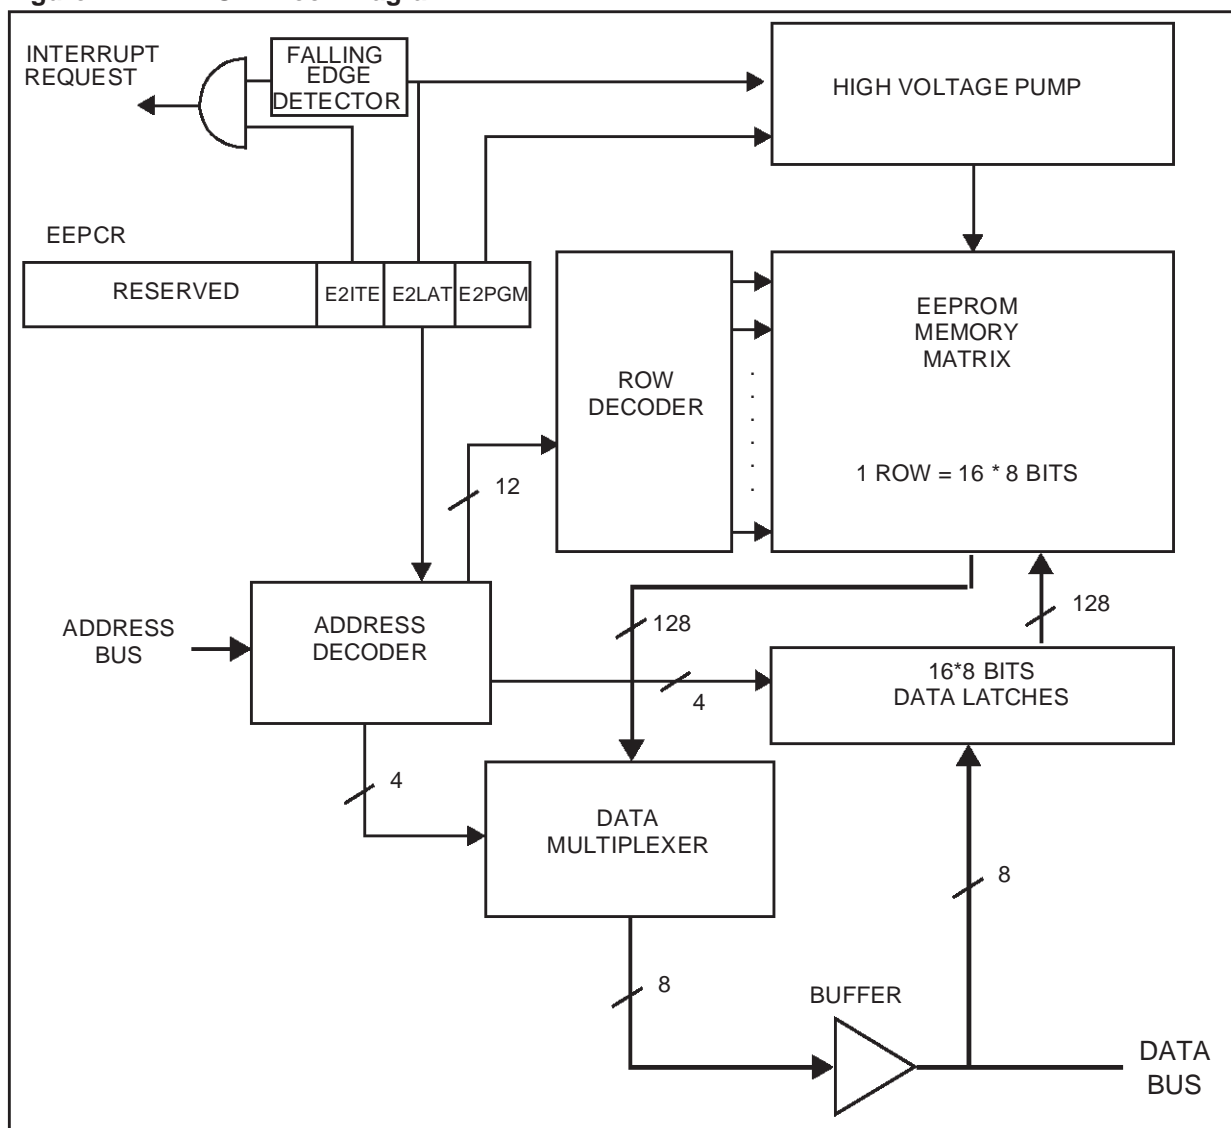 INTERRUPT
REQUEST
FALLING
EDGE
DETECTOR
HIGH VOLTAGE PUMP
EEPCR
RESERVED
E2ITE
E2LAT
E2PGM
ROW
DECODER
EEPROM
MEMORY
MATRIX
1 ROW = 16 * 8 BITS
12
ADDRESS
BUS
ADDRESS
DECODER
128
128
4
16*8 BITS
DATA LATCHES
4
DATA
MULTIPLEXER
8
8
BUFFER
DATA
BUS